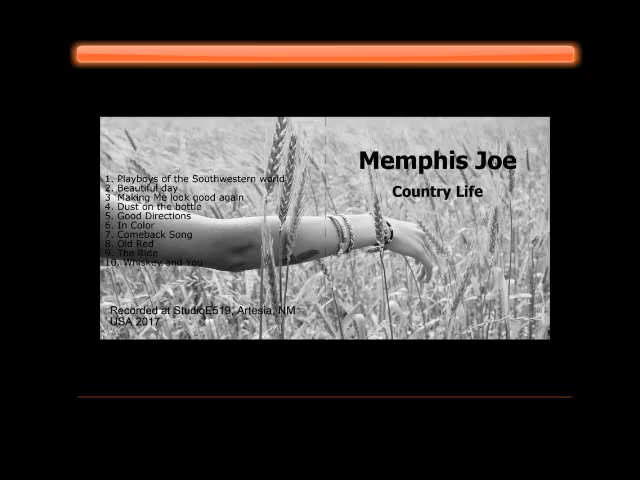 Memphis Joe
Country Life
1. Playboys of the Southwestern world
2. Beautiful day
3  Making Me look good again
4. Dust on the bottle
5. Good Directions
6. In Color
7. Comeback Song
8. Old Red
9. The Ride
10. Whiskey and You
Recorded at StudioE519, Artesia, NM
USA 2017